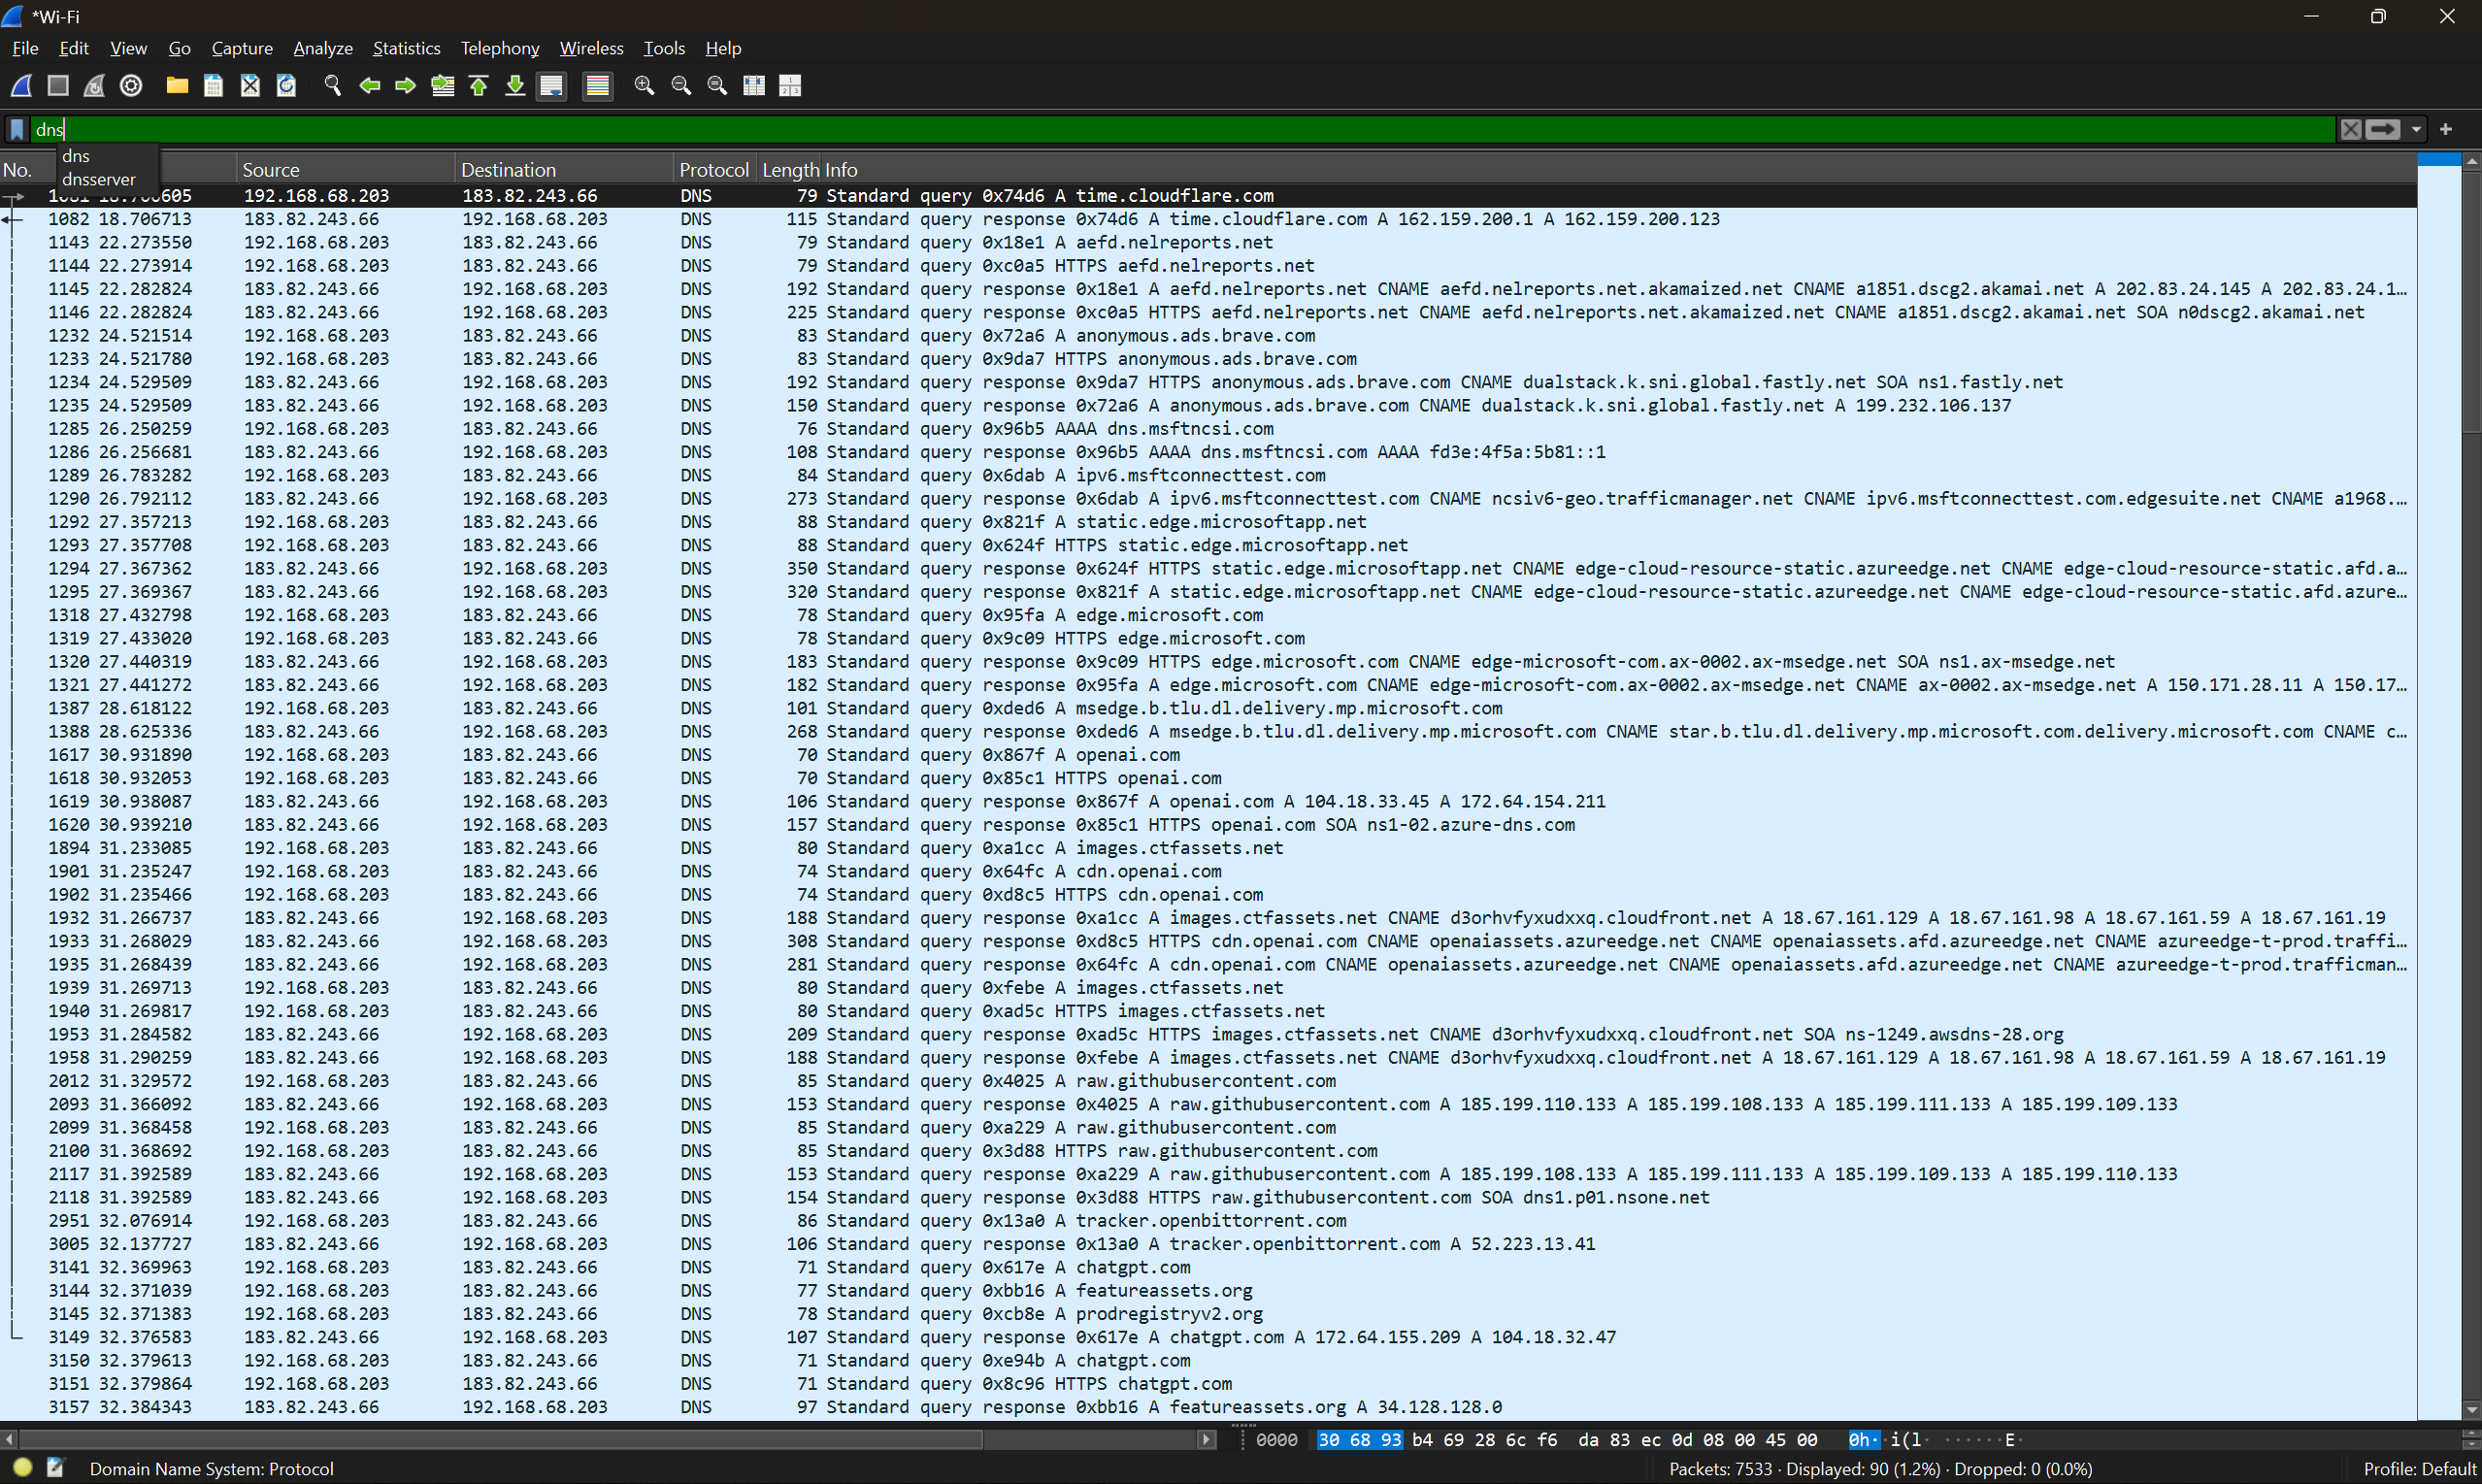 *Wi-Fi
File Edit View Go Capture Analyze Statistics Telephony Wireless Tools Help
dns
dns
dnsserver
No. Source Destination Protocol Length Info
605 192.168.68.203 183.82.243.66 DNS 79 Standard query 0x74d6 A time.cloudflare.com
1082 18.706713 183.82.243.66 192.168.68.203 DNS 115 Standard query response 0x74d6 A time.cloudflare.com A 162.159.200.1 A 162.159.200.123
1143 22.273550 192.168.68.203 183.82.243.66 DNS 79 Standard query 0x18e1 A aefd.nelreports.net
1144 22.273914 192.168.68.203 183.82.243.66 DNS 79 Standard query 0xc0a5 HTTPS aefd.nelreports.net
1145 22.282824 183.82.243.66 192.168.68.203 DNS 192 Standard query response 0x18e1 A aefd.nelreports.net CNAME aefd.nelreports.net.akamaized.net CNAME a1851.dscg2.akamai.net A 202.83.24.145 A 202.83.24.1…
1146 22.282824 183.82.243.66 192.168.68.203 DNS 225 Standard query response 0xc0a5 HTTPS aefd.nelreports.net CNAME aefd.nelreports.net.akamaized.net CNAME a1851.dscg2.akamai.net SOA n0dscg2.akamai.net
1232 24.521514 192.168.68.203 183.82.243.66 DNS 83 Standard query 0x72a6 A anonymous.ads.brave.com
1233 24.521780 192.168.68.203 183.82.243.66 DNS 83 Standard query 0x9da7 HTTPS anonymous.ads.brave.com
1234 24.529509 183.82.243.66 192.168.68.203 DNS 192 Standard query response 0x9da7 HTTPS anonymous.ads.brave.com CNAME dualstack.k.sni.global.fastly.net SOA ns1.fastly.net
1235 24.529509 183.82.243.66 192.168.68.203 DNS 150 Standard query response 0x72a6 A anonymous.ads.brave.com CNAME dualstack.k.sni.global.fastly.net A 199.232.106.137
1285 26.250259 192.168.68.203 183.82.243.66 DNS 76 Standard query 0x96b5 AAAA dns.msftncsi.com
1286 26.256681 183.82.243.66 192.168.68.203 DNS 108 Standard query response 0x96b5 AAAA dns.msftncsi.com AAAA fd3e:4f5a:5b81::1
1289 26.783282 192.168.68.203 183.82.243.66 DNS 84 Standard query 0x6dab A ipv6.msftconnecttest.com
1290 26.792112 183.82.243.66 192.168.68.203 DNS 273 Standard query response 0x6dab A ipv6.msftconnecttest.com CNAME ncsiv6-geo.trafficmanager.net CNAME ipv6.msftconnecttest.com.edgesuite.net CNAME a1968.…
1292 27.357213 192.168.68.203 183.82.243.66 DNS 88 Standard query 0x821f A static.edge.microsoftapp.net
1293 27.357708 192.168.68.203 183.82.243.66 DNS 88 Standard query 0x624f HTTPS static.edge.microsoftapp.net
1294 27.367362 183.82.243.66 192.168.68.203 DNS 350 Standard query response 0x624f HTTPS static.edge.microsoftapp.net CNAME edge-cloud-resource-static.azureedge.net CNAME edge-cloud-resource-static.afd.a…
1295 27.369367 183.82.243.66 192.168.68.203 DNS 320 Standard query response 0x821f A static.edge.microsoftapp.net CNAME edge-cloud-resource-static.azureedge.net CNAME edge-cloud-resource-static.afd.azure…
1318 27.432798 192.168.68.203 183.82.243.66 DNS 78 Standard query 0x95fa A edge.microsoft.com
1319 27.433020 192.168.68.203 183.82.243.66 DNS 78 Standard query 0x9c09 HTTPS edge.microsoft.com
1320 27.440319 183.82.243.66 192.168.68.203 DNS 183 Standard query response 0x9c09 HTTPS edge.microsoft.com CNAME edge-microsoft-com.ax-0002.ax-msedge.net SOA ns1.ax-msedge.net
1321 27.441272 183.82.243.66 192.168.68.203 DNS 182 Standard query response 0x95fa A edge.microsoft.com CNAME edge-microsoft-com.ax-0002.ax-msedge.net CNAME ax-0002.ax-msedge.net A 150.171.28.11 A 150.17…
1387 28.618122 192.168.68.203 183.82.243.66 DNS 101 Standard query 0xded6 A msedge.b.tlu.dl.delivery.mp.microsoft.com
1388 28.625336 183.82.243.66 192.168.68.203 DNS 268 Standard query response 0xded6 A msedge.b.tlu.dl.delivery.mp.microsoft.com CNAME star.b.tlu.dl.delivery.mp.microsoft.com.delivery.microsoft.com CNAME c…
1617 30.931890 192.168.68.203 183.82.243.66 DNS 70 Standard query 0x867f A openai.com
1618 30.932053 192.168.68.203 183.82.243.66 DNS 70 Standard query 0x85c1 HTTPS openai.com
1619 30.938087 183.82.243.66 192.168.68.203 DNS 106 Standard query response 0x867f A openai.com A 104.18.33.45 A 172.64.154.211
1620 30.939210 183.82.243.66 192.168.68.203 DNS 157 Standard query response 0x85c1 HTTPS openai.com SOA ns1-02.azure-dns.com
1894 31.233085 192.168.68.203 183.82.243.66 DNS 80 Standard query 0xa1cc A images.ctfassets.net
1901 31.235247 192.168.68.203 183.82.243.66 DNS 74 Standard query 0x64fc A cdn.openai.com
1902 31.235466 192.168.68.203 183.82.243.66 DNS 74 Standard query 0xd8c5 HTTPS cdn.openai.com
1932 31.266737 183.82.243.66 192.168.68.203 DNS 188 Standard query response 0xa1cc A images.ctfassets.net CNAME d3orhvfyxudxxq.cloudfront.net A 18.67.161.129 A 18.67.161.98 A 18.67.161.59 A 18.67.161.19
1933 31.268029 183.82.243.66 192.168.68.203 DNS 308 Standard query response 0xd8c5 HTTPS cdn.openai.com CNAME openaiassets.azureedge.net CNAME openaiassets.afd.azureedge.net CNAME azureedge-t-prod.traffi…
1935 31.268439 183.82.243.66 192.168.68.203 DNS 281 Standard query response 0x64fc A cdn.openai.com CNAME openaiassets.azureedge.net CNAME openaiassets.afd.azureedge.net CNAME azureedge-t-prod.trafficman…
1939 31.269713 192.168.68.203 183.82.243.66 DNS 80 Standard query 0xfebe A images.ctfassets.net
1940 31.269817 192.168.68.203 183.82.243.66 DNS 80 Standard query 0xad5c HTTPS images.ctfassets.net
1953 31.284582 183.82.243.66 192.168.68.203 DNS 209 Standard query response 0xad5c HTTPS images.ctfassets.net CNAME d3orhvfyxudxxq.cloudfront.net SOA ns-1249.awsdns-28.org
1958 31.290259 183.82.243.66 192.168.68.203 DNS 188 Standard query response 0xfebe A images.ctfassets.net CNAME d3orhvfyxudxxq.cloudfront.net A 18.67.161.129 A 18.67.161.98 A 18.67.161.59 A 18.67.161.19
2012 31.329572 192.168.68.203 183.82.243.66 DNS 85 Standard query 0x4025 A raw.githubusercontent.com
2093 31.366092 183.82.243.66 192.168.68.203 DNS 153 Standard query response 0x4025 A raw.githubusercontent.com A 185.199.110.133 A 185.199.108.133 A 185.199.111.133 A 185.199.109.133
2099 31.368458 192.168.68.203 183.82.243.66 DNS 85 Standard query 0xa229 A raw.githubusercontent.com
2100 31.368692 192.168.68.203 183.82.243.66 DNS 85 Standard query 0x3d88 HTTPS raw.githubusercontent.com
2117 31.392589 183.82.243.66 192.168.68.203 DNS 153 Standard query response 0xa229 A raw.githubusercontent.com A 185.199.108.133 A 185.199.111.133 A 185.199.109.133 A 185.199.110.133
2118 31.392589 183.82.243.66 192.168.68.203 DNS 154 Standard query response 0x3d88 HTTPS raw.githubusercontent.com SOA dns1.p01.nsone.net
2951 32.076914 192.168.68.203 183.82.243.66 DNS 86 Standard query 0x13a0 A tracker.openbittorrent.com
3005 32.137727 183.82.243.66 192.168.68.203 DNS 106 Standard query response 0x13a0 A tracker.openbittorrent.com A 52.223.13.41
3141 32.369963 192.168.68.203 183.82.243.66 DNS 71 Standard query 0x617e A chatgpt.com
3144 32.371039 192.168.68.203 183.82.243.66 DNS 77 Standard query 0xbb16 A featureassets.org
3145 32.371383 192.168.68.203 183.82.243.66 DNS 78 Standard query 0xcb8e A prodregistryv2.org
3149 32.376583 183.82.243.66 192.168.68.203 DNS 107 Standard query response 0x617e A chatgpt.com A 172.64.155.209 A 104.18.32.47
3150 32.379613 192.168.68.203 183.82.243.66 DNS 71 Standard query 0xe94b A chatgpt.com
3151 32.379864 192.168.68.203 183.82.243.66 DNS 71 Standard query 0x8c96 HTTPS chatgpt.com
3157 32.384343 183.82.243.66 192.168.68.203 DNS 97 Standard query response 0xbb16 A featureassets.org A 34.128.128.0
0000 30 68 93 b4 69 28 6c f6 da 83 ec 0d 08 00 45 00 0h· ·i(l· ······E·
Domain Name System: Protocol Packets: 7533 · Displayed: 90 (1.2%) · Dropped: 0 (0.0%) Profile: Default